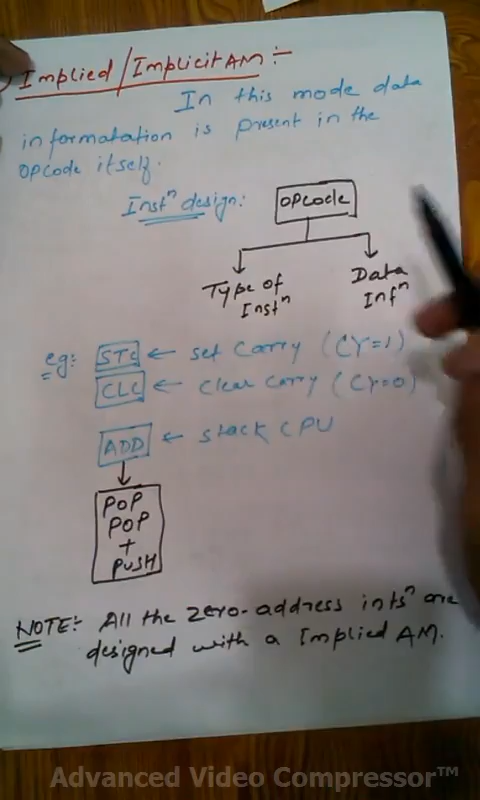 Implied/Implicit AM:-
In this mode data
informatation is present in the
opcode itself.
Instⁿ design:
opcode
Type of Instⁿ
Data Infⁿ
eg: STC ← set carry (CY=1)
CLC ← clear carry (CY=0)
ADD ← stack CPU
POP
POP
+
PUSH
NOTE:- All the zero-address intsⁿ are
designed with a Implied AM.
Advanced Video Compressor™